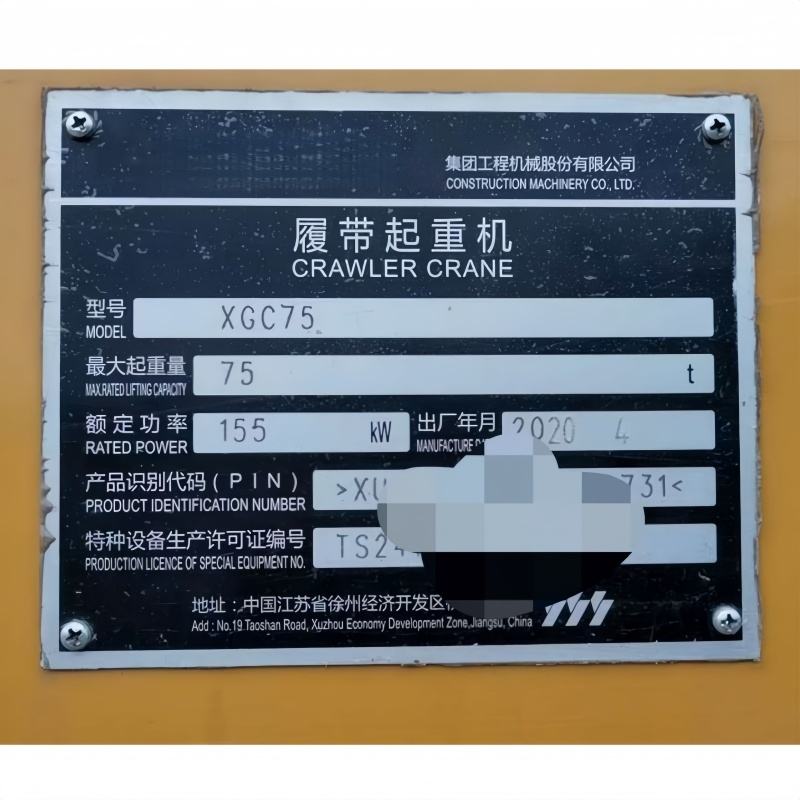 集团工程机械股份有限公司
CONSTRUCTION MACHINERY CO., LTD.
履带起重机
CRAWLER CRANE
型号 XGC75
MODEL
最大起重量 75 t
MAX.RATED LIFTING CAPACITY
额定功率 155 kW 出厂年月 2020 4
RATED POWER MANUFACTURE
产品识别代码(PIN) >XU 731<
PRODUCT IDENTIFICATION NUMBER
特种设备生产许可证编号 TS24
PRODUCTION LICENCE OF SPECIAL EQUIPMENT NO.
地址：中国江苏省徐州经济开发区
Add : No.19 Taoshan Road, Xuzhou Economy Development Zone,Jiangsu, China